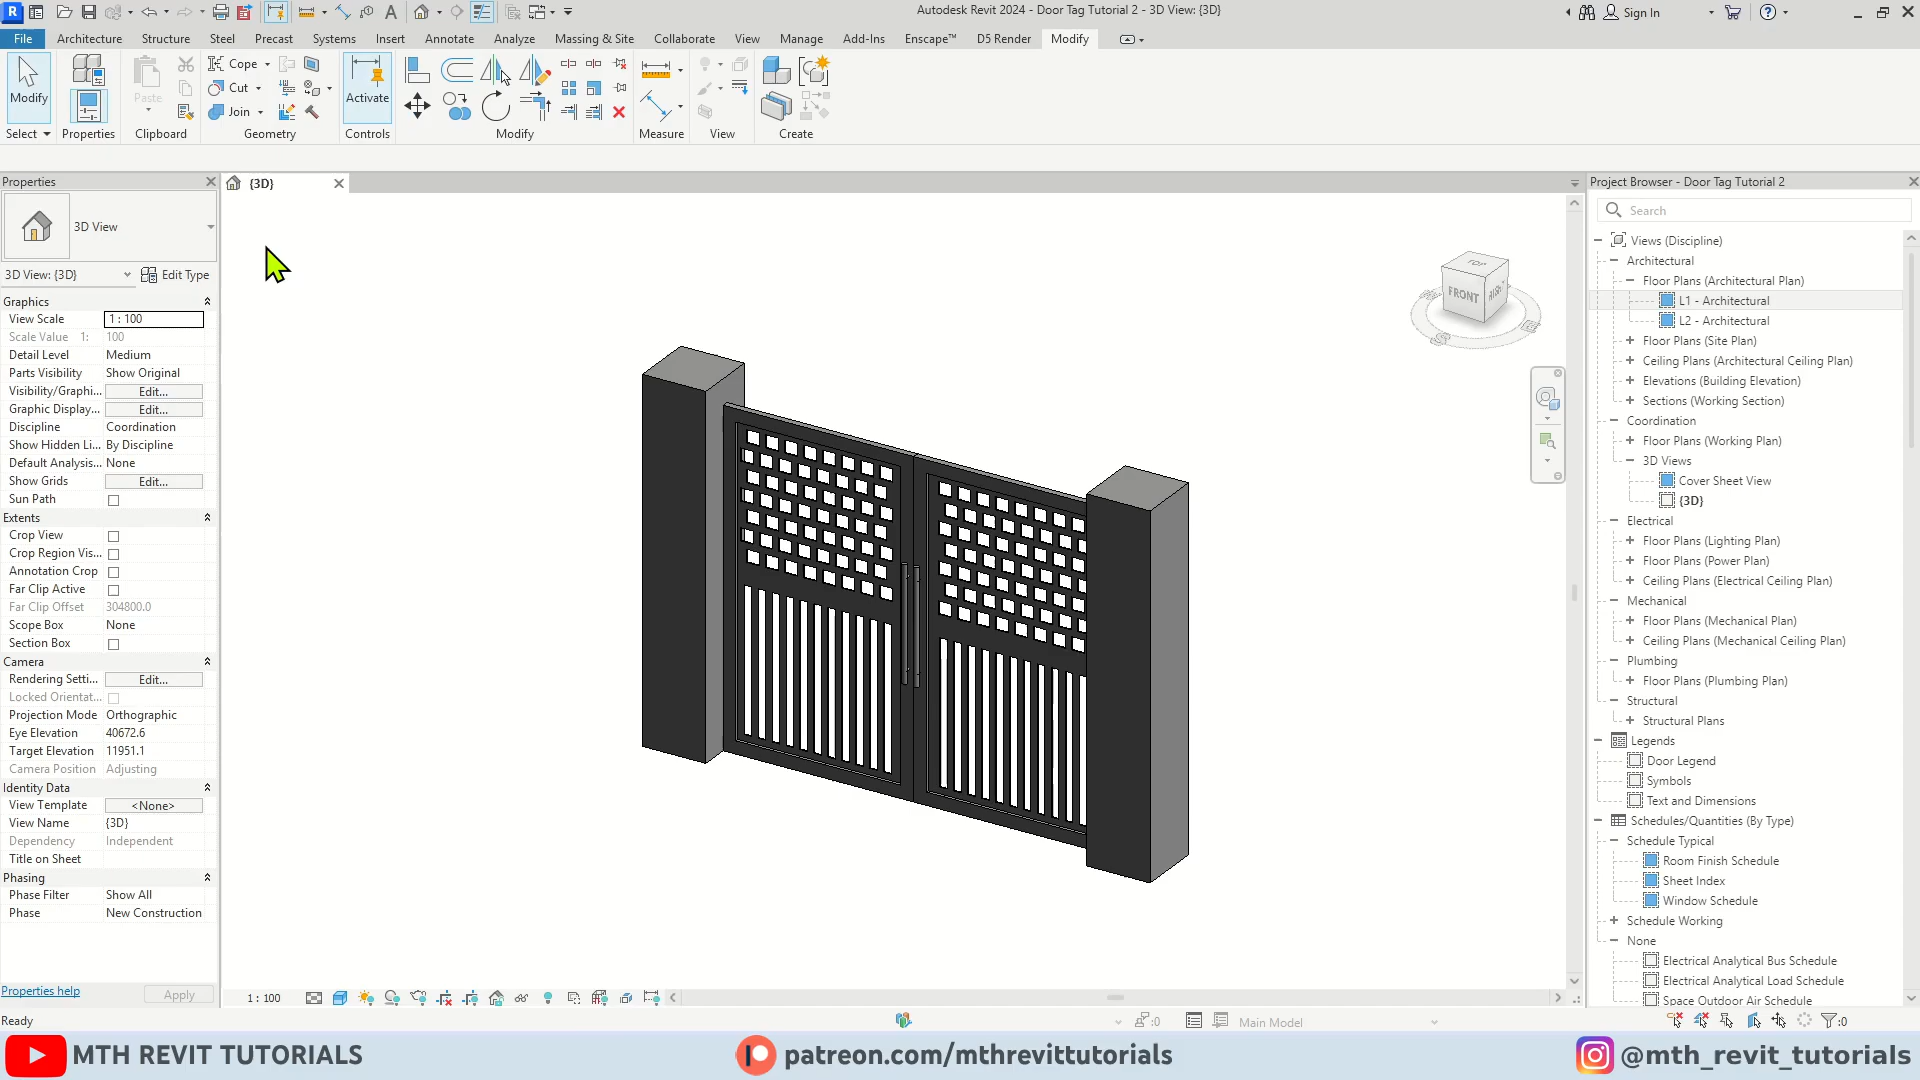 Autodesk Revit 2024 - Door Tag Tutorial 2 - 3D View: {3D}
Sign In
File Architecture Structure Steel Precast Systems Insert Annotate Analyze Massing & Site Collaborate View Manage Add-Ins Enscape™ D5 Render Modify
Modify
Paste
Cope
Cut
Join
Activate
Select Properties Clipboard Geometry Controls Modify Measure View Create
Properties
3D View
3D View: {3D} Edit Type
Graphics
View Scale 1 : 100
Scale Value 1: 100
Detail Level Medium
Parts Visibility Show Original
Visibility/Graphi... Edit...
Graphic Display... Edit...
Discipline Coordination
Show Hidden Li... By Discipline
Default Analysis... None
Show Grids Edit...
Sun Path
Extents
Crop View
Crop Region Vis...
Annotation Crop
Far Clip Active
Far Clip Offset 304800.0
Scope Box None
Section Box
Camera
Rendering Setti... Edit...
Locked Orientat...
Projection Mode Orthographic
Eye Elevation 40672.6
Target Elevation 11951.1
Camera Position Adjusting
Identity Data
View Template <None>
View Name {3D}
Dependency Independent
Title on Sheet
Phasing
Phase Filter Show All
Phase New Construction
Properties help Apply
{3D}
TOP
FRONT
RIGHT
1 : 100
Project Browser - Door Tag Tutorial 2
Search
Views (Discipline)
Architectural
Floor Plans (Architectural Plan)
L1 - Architectural
L2 - Architectural
Floor Plans (Site Plan)
Ceiling Plans (Architectural Ceiling Plan)
Elevations (Building Elevation)
Sections (Working Section)
Coordination
Floor Plans (Working Plan)
3D Views
Cover Sheet View
{3D}
Electrical
Floor Plans (Lighting Plan)
Floor Plans (Power Plan)
Ceiling Plans (Electrical Ceiling Plan)
Mechanical
Floor Plans (Mechanical Plan)
Ceiling Plans (Mechanical Ceiling Plan)
Plumbing
Floor Plans (Plumbing Plan)
Structural
Structural Plans
Legends
Door Legend
Symbols
Text and Dimensions
Schedules/Quantities (By Type)
Schedule Typical
Room Finish Schedule
Sheet Index
Window Schedule
Schedule Working
None
Electrical Analytical Bus Schedule
Electrical Analytical Load Schedule
Space Outdoor Air Schedule
Ready
:0
Main Model
:0
MTH REVIT TUTORIALS
patreon.com/mthrevittutorials
@mth_revit_tutorials